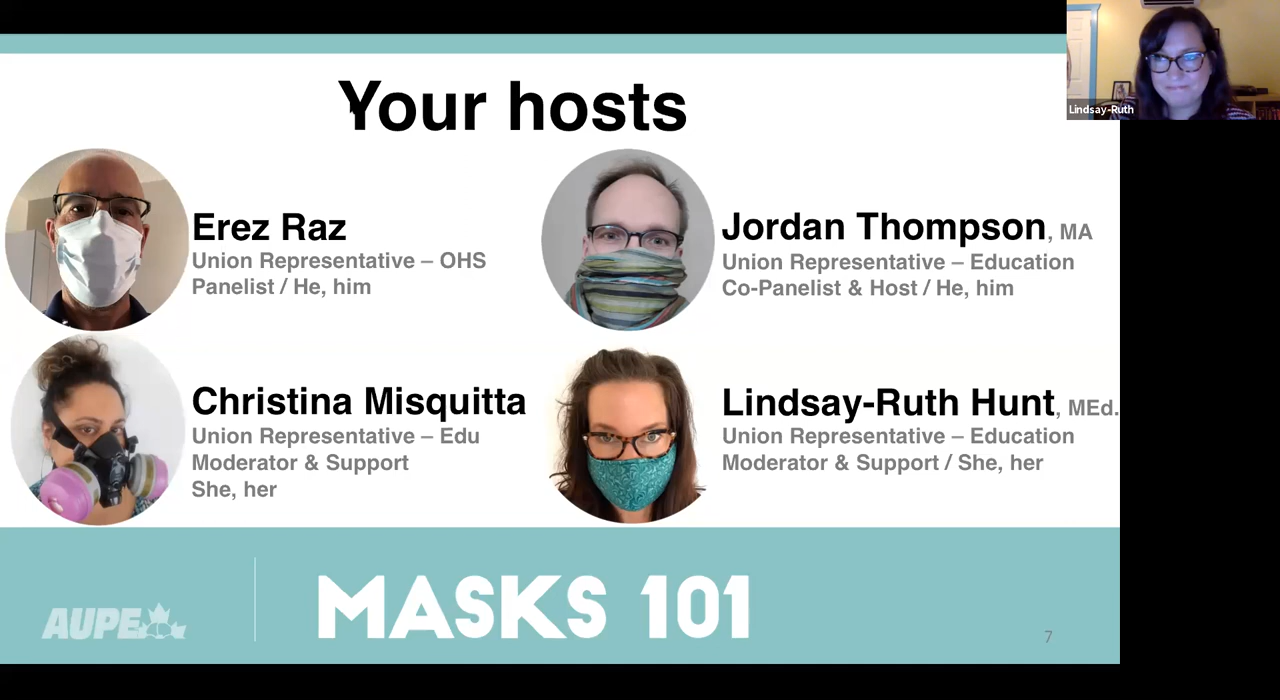 Your hosts
Lindsay-Ruth
Erez Raz
Union Representative – OHS
Panelist / He, him
Jordan Thompson, MA
Union Representative – Education
Co-Panelist & Host / He, him
Christina Misquitta
Union Representative – Edu
Moderator & Support
She, her
Lindsay-Ruth Hunt, MEd.
Union Representative – Education
Moderator & Support / She, her
AUPE
MASKS 101
7